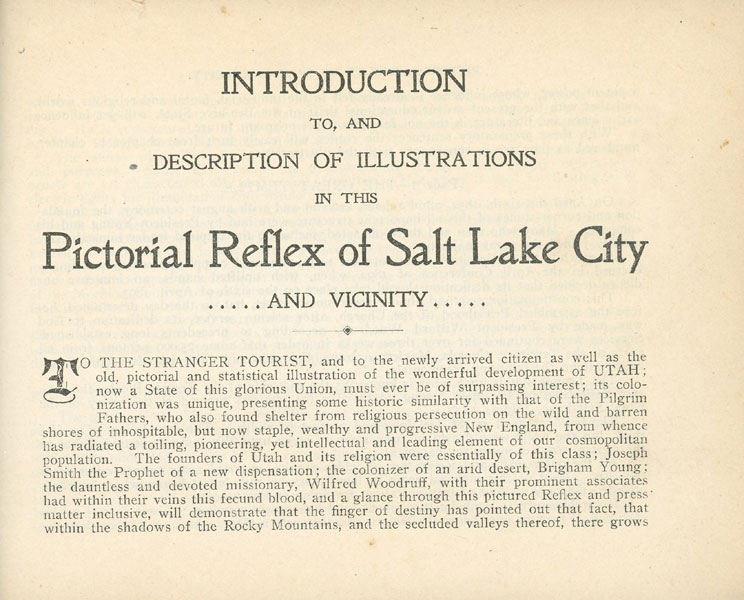 INTRODUCTION
TO, AND
DESCRIPTION OF ILLUSTRATIONS
IN THIS
Pictorial Reflex of Salt Lake City
.....AND VICINITY.....
TO THE STRANGER TOURIST, and to the newly arrived citizen as well as the
old, pictorial and statistical illustration of the wonderful development of UTAH;
now a State of this glorious Union, must ever be of surpassing interest; its colo-
nization was unique, presenting some historic similarity with that of the Pilgrim
Fathers, who also found shelter from religious persecution on the wild and barren
shores of inhospitable, but now staple, wealthy and progressive New England, from whence
has radiated a toiling, pioneering, yet intellectual and leading element of our cosmopolitan
population. The founders of Utah and its religion were essentially of this class; Joseph
Smith the Prophet of a new dispensation; the colonizer of an arid desert, Brigham Young;
the dauntless and devoted missionary, Wilfred Woodruff, with their prominent associates
had within their veins this fecund blood, and a glance through this pictured Reflex and press
matter inclusive, will demonstrate that the finger of destiny has pointed out that fact, that
within the shadows of the Rocky Mountains, and the secluded valleys thereof, there grows